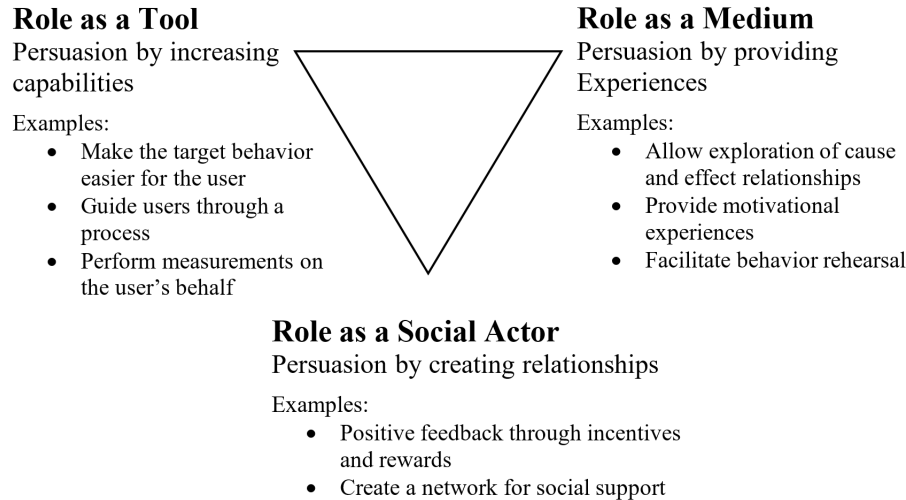 Role as a Tool
Persuasion by increasing
capabilities
Examples:
• Make the target behavior
easier for the user
• Guide users through a
process
• Perform measurements on
the user’s behalf
Role as a Medium
Persuasion by providing
Experiences
Examples:
• Allow exploration of cause
and effect relationships
• Provide motivational
experiences
• Facilitate behavior rehearsal
Role as a Social Actor
Persuasion by creating relationships
Examples:
• Positive feedback through incentives
and rewards
• Create a network for social support